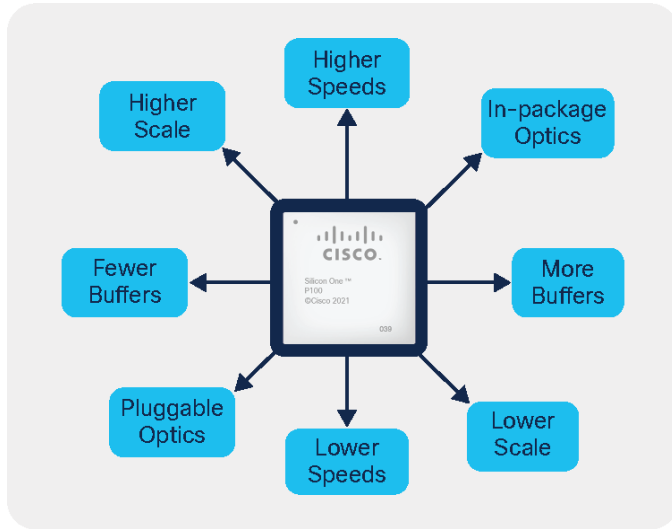 Higher
Speeds
Higher
Scale
In-package
Optics
CISCO.
Silicon One™
P100
©Cisco 2021
039
Fewer
Buffers
More
Buffers
Pluggable
Optics
Lower
Speeds
Lower
Scale